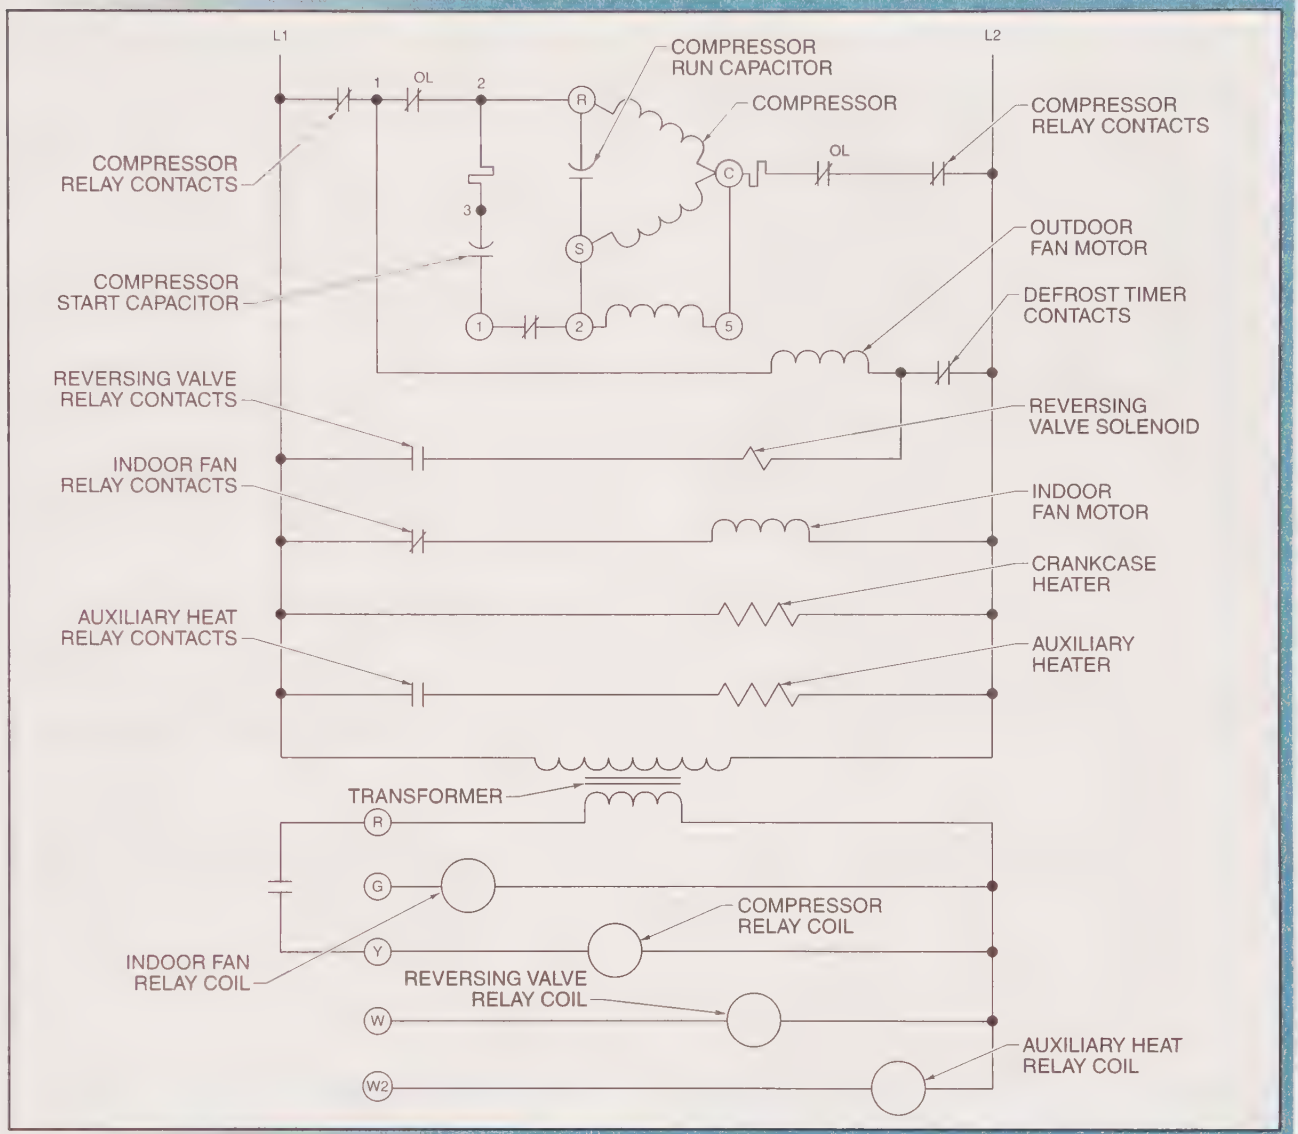 L1
L2
COMPRESSOR
RUN CAPACITOR
1
OL
2
R
COMPRESSOR
COMPRESSOR
RELAY CONTACTS
COMPRESSOR
RELAY CONTACTS
OL
C
3
S
OUTDOOR
FAN MOTOR
COMPRESSOR
START CAPACITOR
DEFROST TIMER
CONTACTS
1
2
5
REVERSING VALVE
RELAY CONTACTS
REVERSING
VALVE SOLENOID
INDOOR FAN
RELAY CONTACTS
INDOOR
FAN MOTOR
CRANKCASE
HEATER
AUXILIARY HEAT
RELAY CONTACTS
AUXILIARY
HEATER
TRANSFORMER
R
G
COMPRESSOR
RELAY COIL
Y
INDOOR FAN
RELAY COIL
REVERSING VALVE
RELAY COIL
W
AUXILIARY HEAT
RELAY COIL
W2